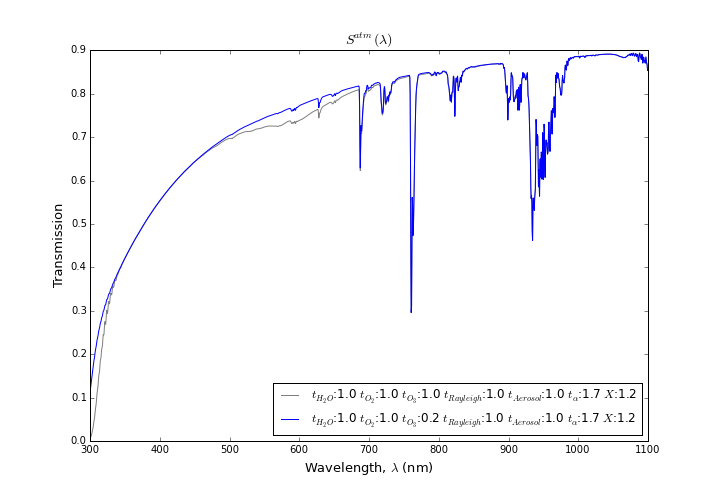 S^{atm}(λ)
0.9
0.8
0.7
0.6
0.5
0.4
0.3
0.2
0.1
0.0
Transmission
t_{H_2O}:1.0 t_{O_2}:1.0 t_{O_3}:1.0 t_{Rayleigh}:1.0 t_{Aerosol}:1.0 t_α:1.7 X:1.2
t_{H_2O}:1.0 t_{O_2}:1.0 t_{O_3}:0.2 t_{Rayleigh}:1.0 t_{Aerosol}:1.0 t_α:1.7 X:1.2
300 400 500 600 700 800 900 1000 1100
Wavelength, λ (nm)